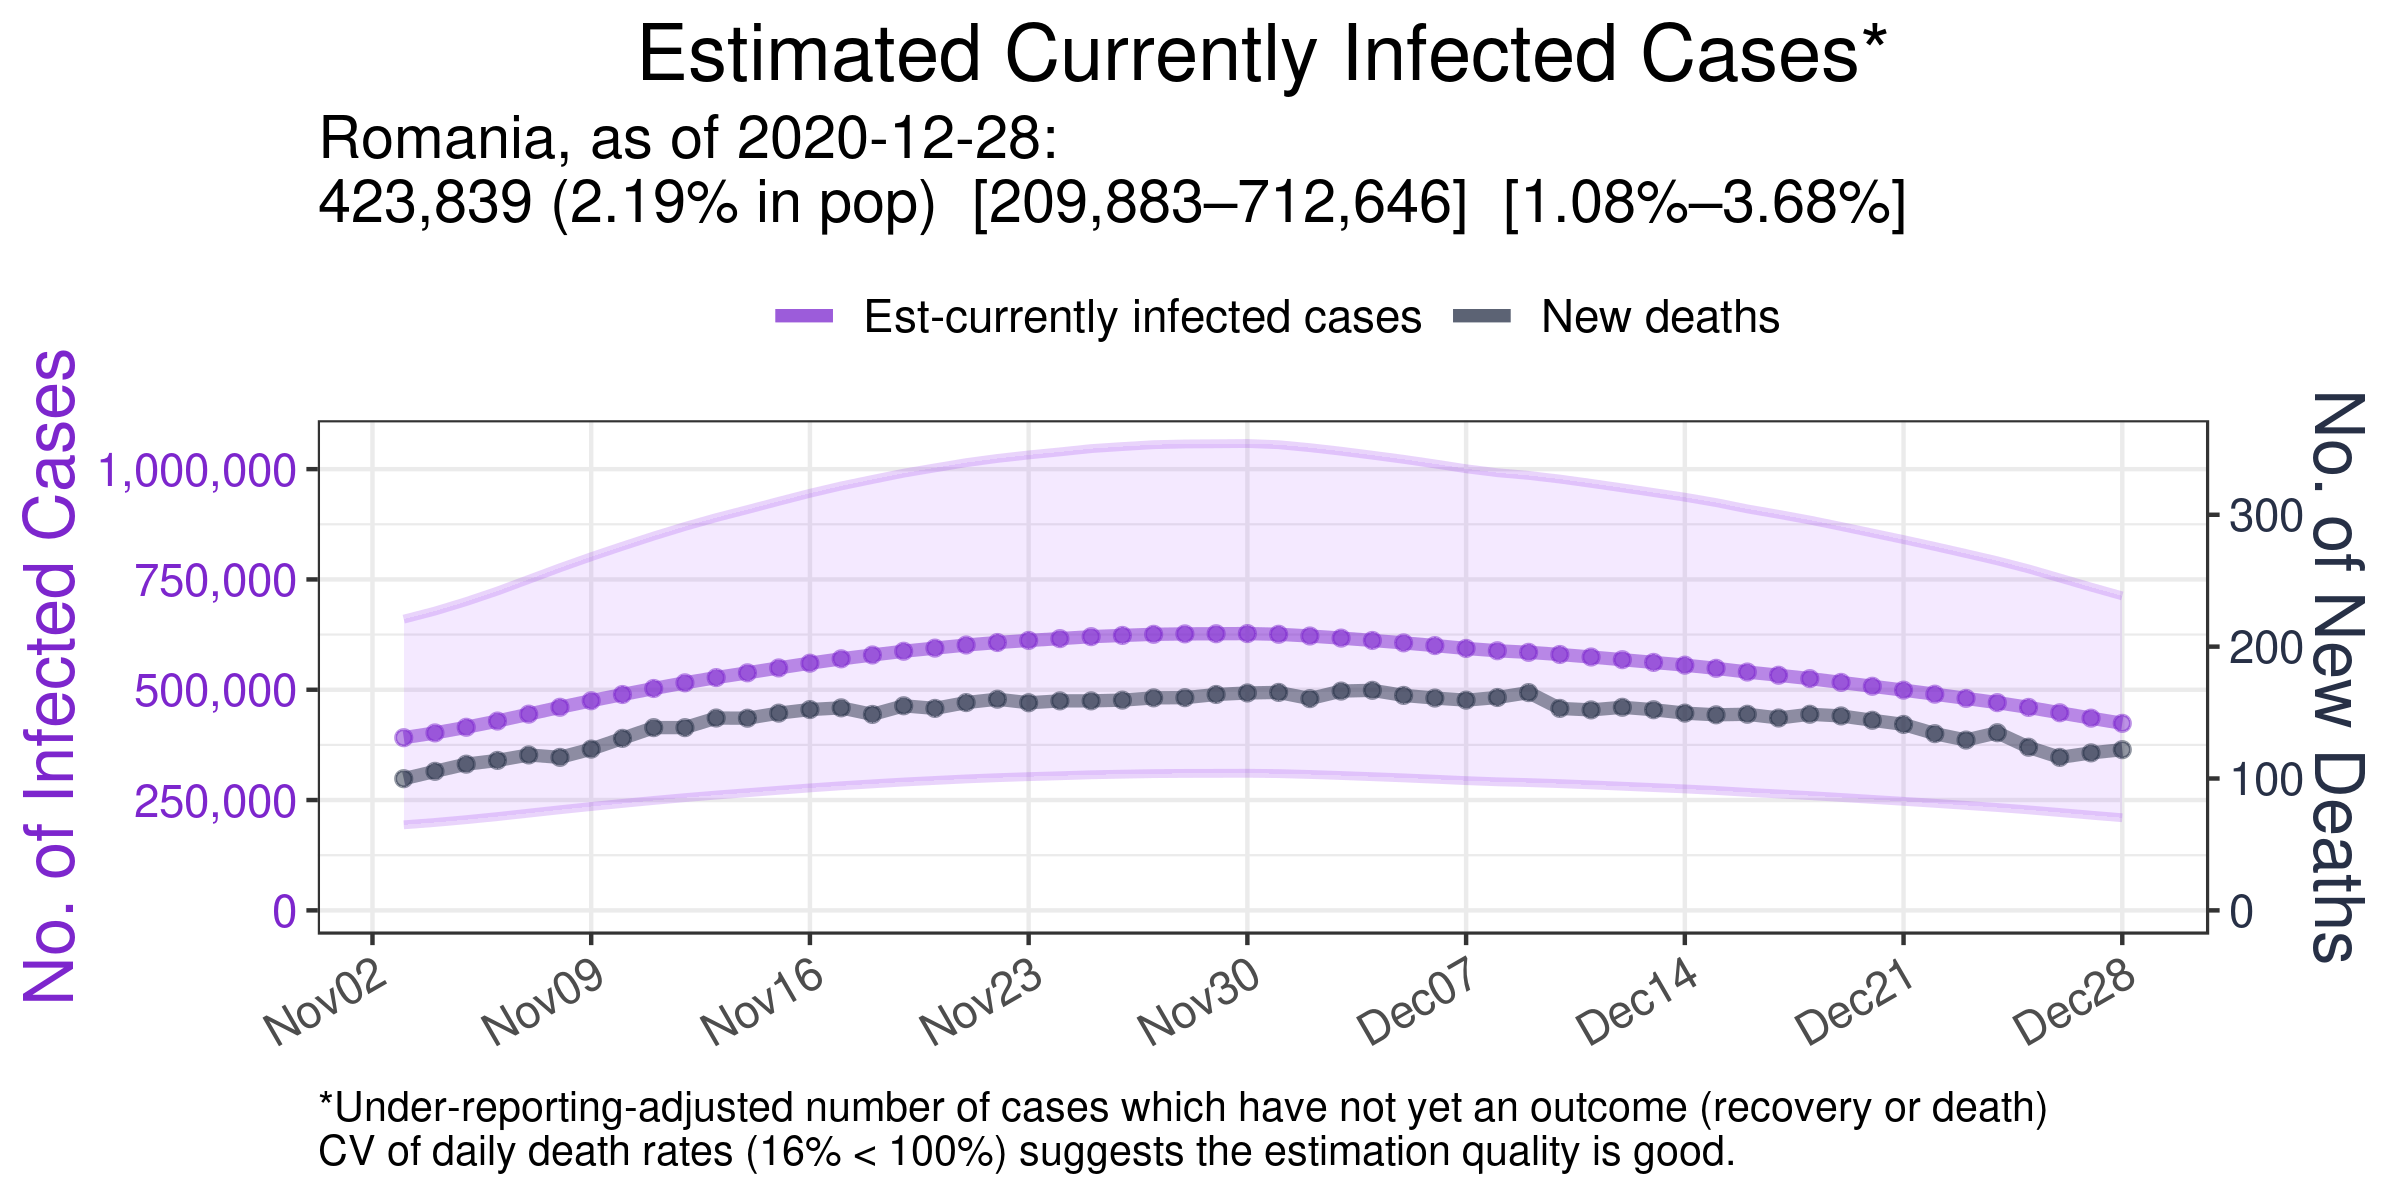 Estimated Currently Infected Cases*
Romania, as of 2020-12-28:
423,839 (2.19% in pop) [209,883–712,646] [1.08%–3.68%]
Est-currently infected cases
New deaths
No. of Infected Cases
1,000,000
750,000
500,000
250,000
0
300
200
100
0
No. of New Deaths
Nov02
Nov09
Nov16
Nov23
Nov30
Dec07
Dec14
Dec21
Dec28
*Under-reporting-adjusted number of cases which have not yet an outcome (recovery or death)
CV of daily death rates (16% < 100%) suggests the estimation quality is good.